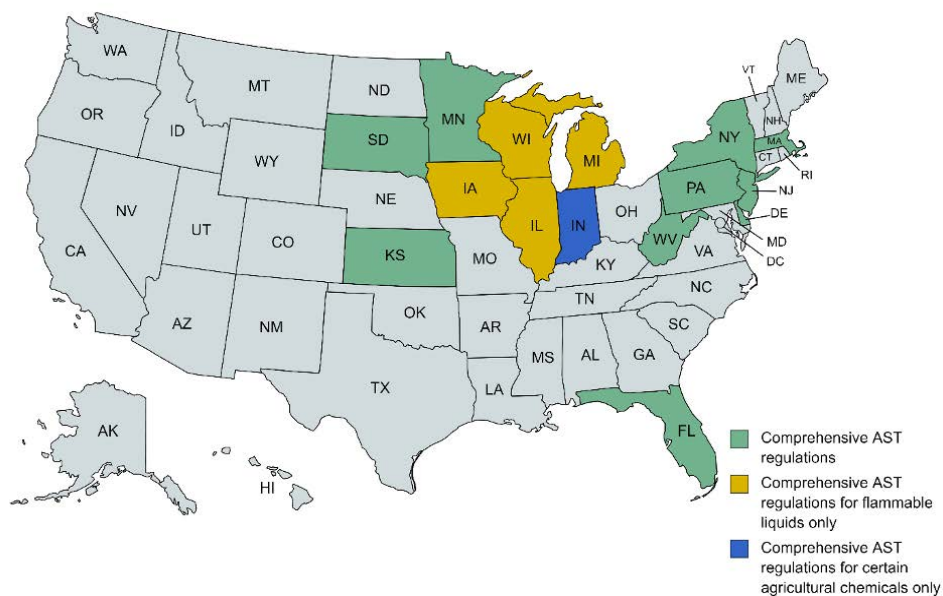 WA
MT
ND
MN
VT
ME
OR
ID
SD
WI
NY
NH
MA
WY
MI
CT
RI
IA
PA
NJ
NE
NV
OH
DE
UT
IL
IN
CA
CO
WV
MD
KS
MO
VA
DC
KY
NC
TN
OK
AZ
NM
AR
SC
MS
AL
GA
TX
LA
AK
FL
HI
Comprehensive AST
regulations
Comprehensive AST
regulations for flammable
liquids only
Comprehensive AST
regulations for certain
agricultural chemicals only